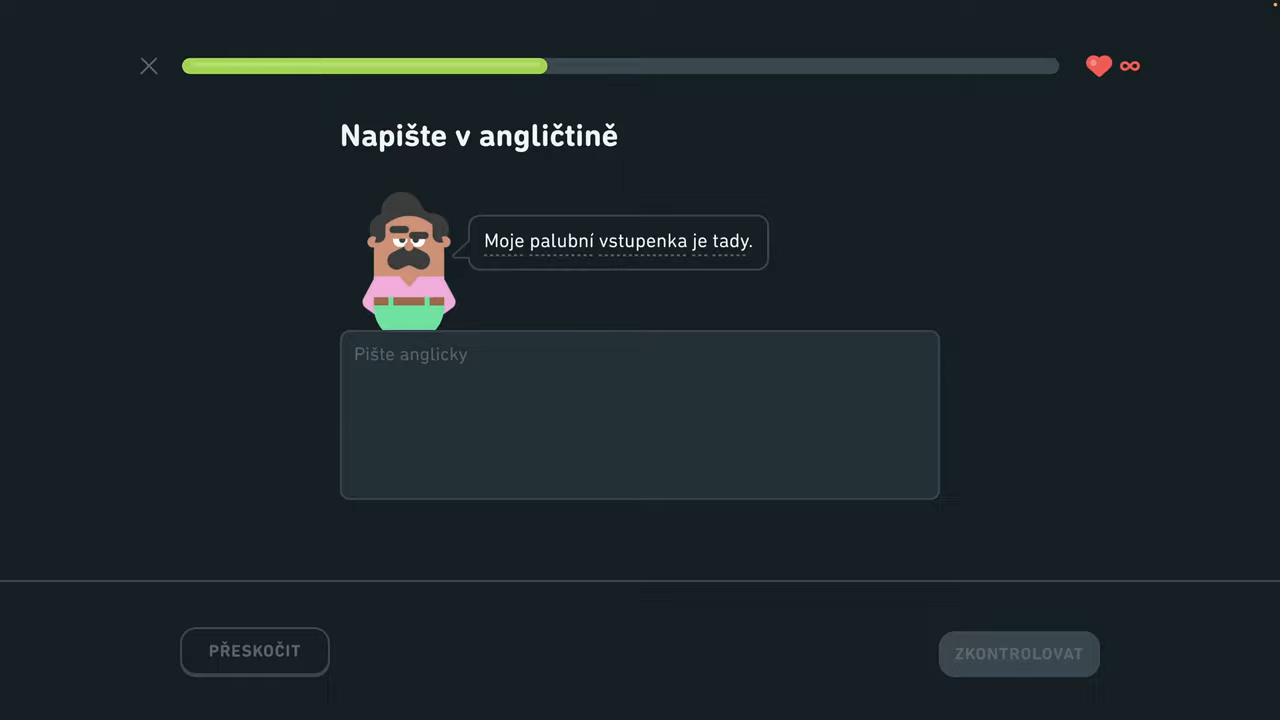 Napište v angličtině
Moje palubní vstupenka je tady.
Pište anglicky
PŘESKOČIT
ZKONTROLOVAT